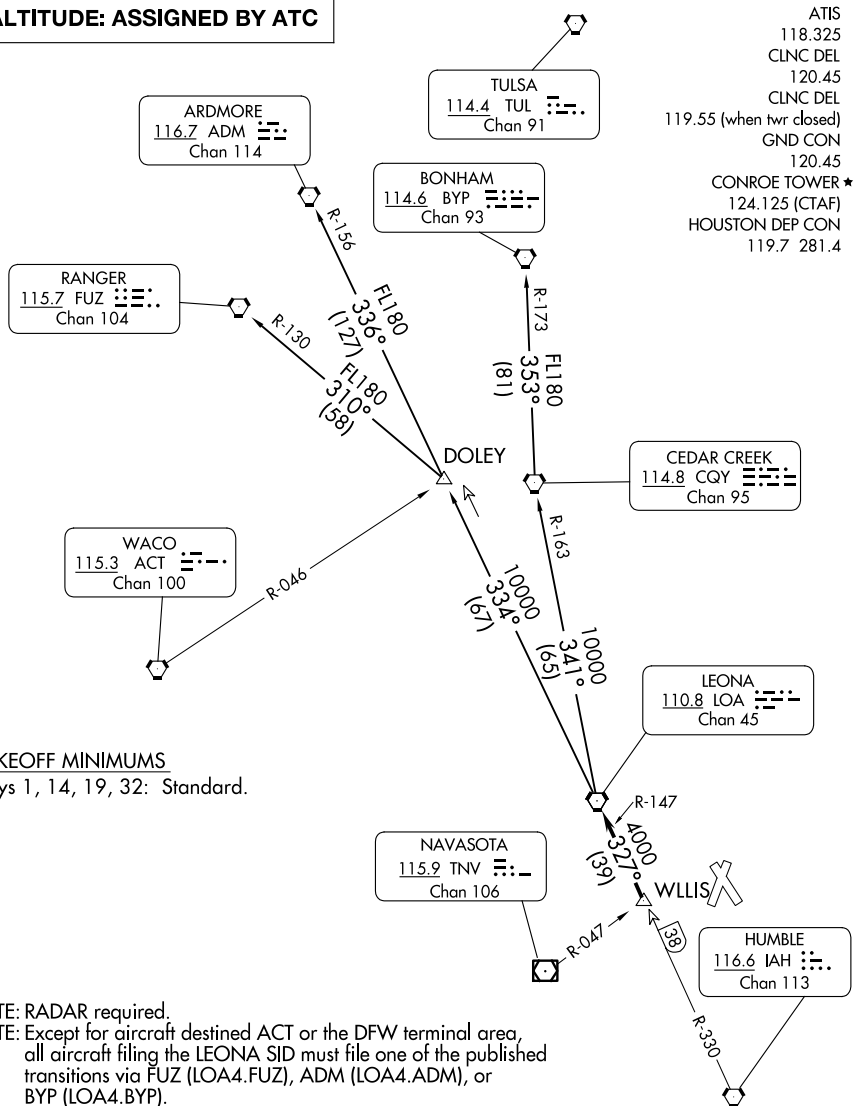 ALTITUDE: ASSIGNED BY ATC
ATIS
118.325
CLNC DEL
120.45
CLNC DEL
119.55 (when twr closed)
GND CON
120.45
CONROE TOWER ★
124.125 (CTAF)
HOUSTON DEP CON
119.7 281.4
TULSA
114.4 TUL
Chan 91
ARDMORE
116.7 ADM
Chan 114
BONHAM
114.6 BYP
Chan 93
RANGER
115.7 FUZ
Chan 104
R-156
FL180
336°
(127)
R-130
FL180
310°
(58)
R-173
FL180
353°
(81)
DOLEY
CEDAR CREEK
114.8 CQY
Chan 95
WACO
115.3 ACT
Chan 100
R-046
R-163
10000
334°
(67)
10000
341°
(65)
LEONA
110.8 LOA
Chan 45
KEOFF MINIMUMS
ys 1, 14, 19, 32: Standard.
R-147
4000
327°
(39)
NAVASOTA
115.9 TNV
Chan 106
WLLIS
R-047
38
HUMBLE
116.6 IAH
Chan 113
R-330
TE: RADAR required.
TE: Except for aircraft destined ACT or the DFW terminal area,
all aircraft filing the LEONA SID must file one of the published
transitions via FUZ (LOA4.FUZ), ADM (LOA4.ADM), or
BYP (LOA4.BYP).